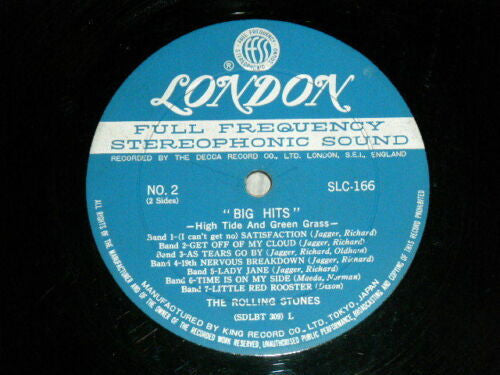 FULL FREQUENCY
ffss
®
LONDON
FULL FREQUENCY
STEREOPHONIC SOUND
RECORDED BY THE DECCA RECORD CO., LTD. LONDON, S.E.I., ENGLAND
NO. 2
(2 Sides)
SLC-166
"BIG HITS"
—High Tide And Green Grass—
Band 1-(I can't get no) SATISFACTION (Jagger, Richard)
Band 2-GET OFF OF MY CLOUD (Jagger, Richard)
Band 3-AS TEARS GO BY (Jagger, Richard, Oldham)
Band 4-19th NERVOUS BREAKDOWN (Jagger, Richard)
Band 5-LADY JANE (Jagger, Richard)
Band 6-TIME IS ON MY SIDE (Meada, Norman)
Band 7-LITTLE RED ROOSTER (Dixon)
THE ROLLING STONES
(SDLBT 309) L
MANUFACTURED BY KING RECORD CO., LTD. TOKYO, JAPAN
ALL RIGHTS OF THE MANUFACTURER AND OF THE OWNER OF THE RECORDED WORK RESERVED, UNAUTHORISED PUBLIC PERFORMANCE, BROADCASTING AND COPYING OF THIS RECORD PROHIBITED